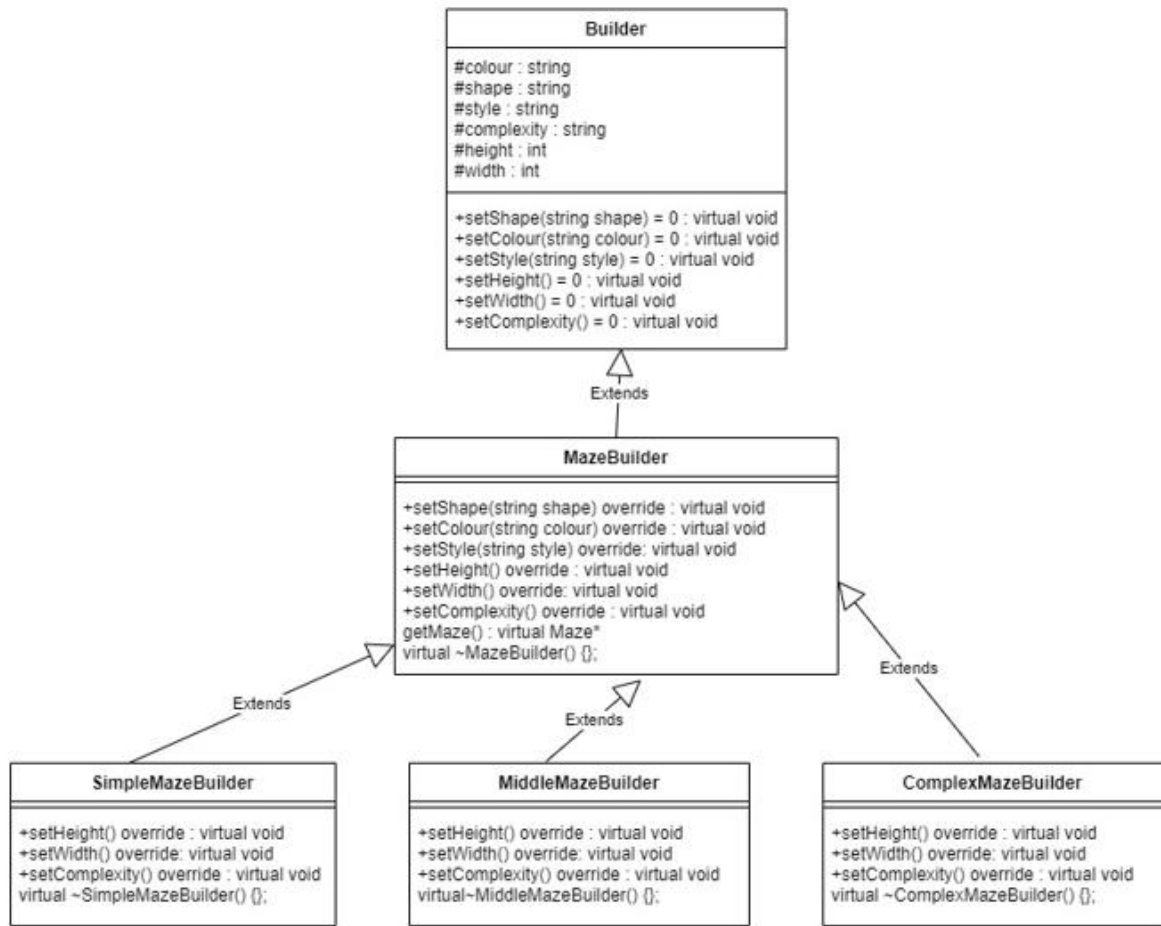 Builder
#colour : string
#shape : string
#style : string
#complexity : string
#height : int
#width : int
+setShape(string shape) = 0 : virtual void
+setColour(string colour) = 0 : virtual void
+setStyle(string style) = 0 : virtual void
+setHeight() = 0 : virtual void
+setWidth() = 0 : virtual void
+setComplexity() = 0 : virtual void
Extends
MazeBuilder
+setShape(string shape) override : virtual void
+setColour(string colour) override : virtual void
+setStyle(string style) override: virtual void
+setHeight() override : virtual void
+setWidth() override: virtual void
+setComplexity() override : virtual void
getMaze() : virtual Maze*
virtual ~MazeBuilder() {};
Extends
Extends
Extends
SimpleMazeBuilder
+setHeight() override : virtual void
+setWidth() override: virtual void
+setComplexity() override : virtual void
virtual ~SimpleMazeBuilder() {};
MiddleMazeBuilder
+setHeight() override : virtual void
+setWidth() override: virtual void
+setComplexity() override : virtual void
virtual~MiddleMazeBuilder() {};
ComplexMazeBuilder
+setHeight() override : virtual void
+setWidth() override: virtual void
+setComplexity() override : virtual void
virtual ~ComplexMazeBuilder() {};